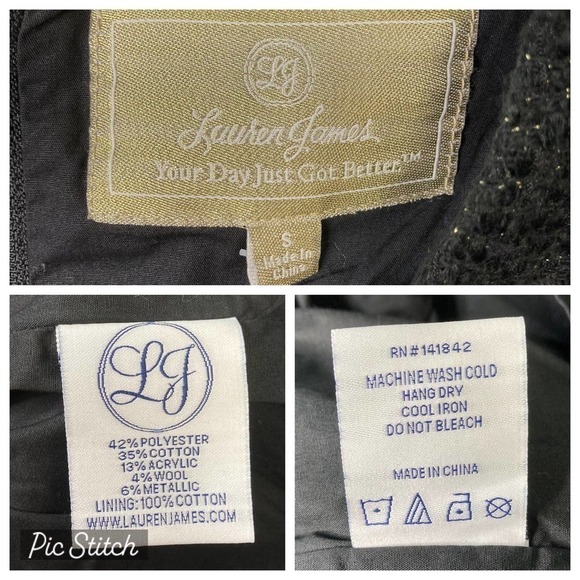 LJ
Lauren James
Your Day Just Got Better.™
S
Made in
China
LJ
42% POLYESTER
35% COTTON
13% ACRYLIC
4% WOOL
6% METALLIC
LINING: 100% COTTON
WWW.LAURENJAMES.COM
RN#141842
MACHINE WASH COLD
HANG DRY
COOL IRON
DO NOT BLEACH
MADE IN CHINA
Pic Stitch